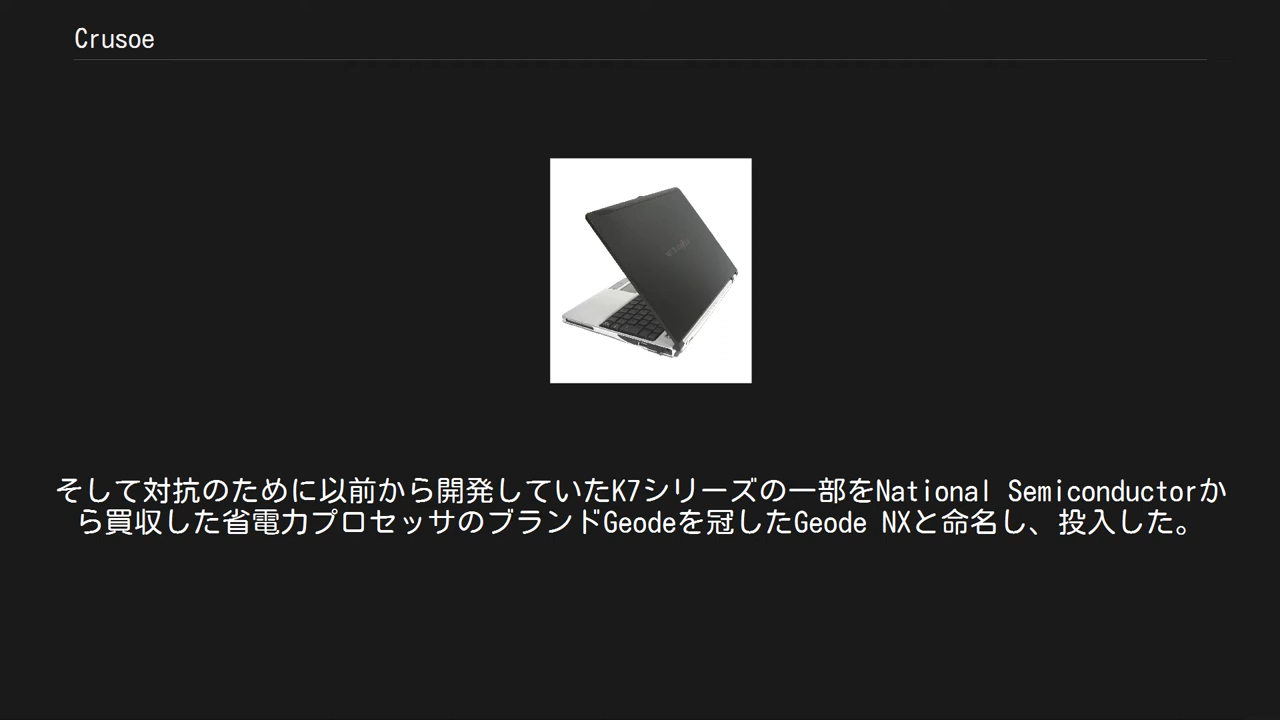 Crusoe
そして対抗のために以前から開発していたK7シリーズの一部をNational Semiconductorか
ら買収した省電力プロセッサのブランドGeodeを冠したGeode NXと命名し、投入した。